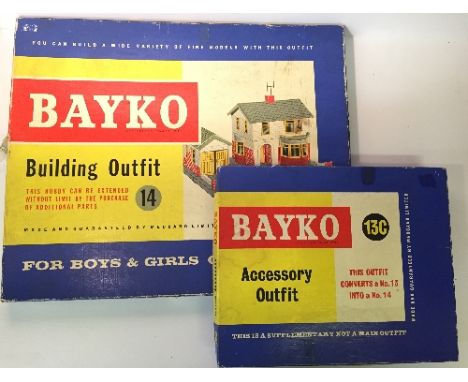 YOU CAN BUILD A WIDE VARIETY OF FINE MODELS WITH THIS OUTFIT
BAYKO
Building Outfit
THIS HOBBY CAN BE EXTENDED
WITHOUT LIMIT BY THE PURCHASE
OF ADDITIONAL PARTS
14
MADE AND GUARANTEED BY MECCANO LIMIT
FOR BOYS & GIRLS
BAYKO
13C
Accessory
Outfit
THIS OUTFIT
CONVERTS a No. 13
INTO a No. 14
MADE AND GUARANTEED BY MECCANO LIMITED
THIS IS A SUPPLEMENTARY NOT A MAIN OUTFIT